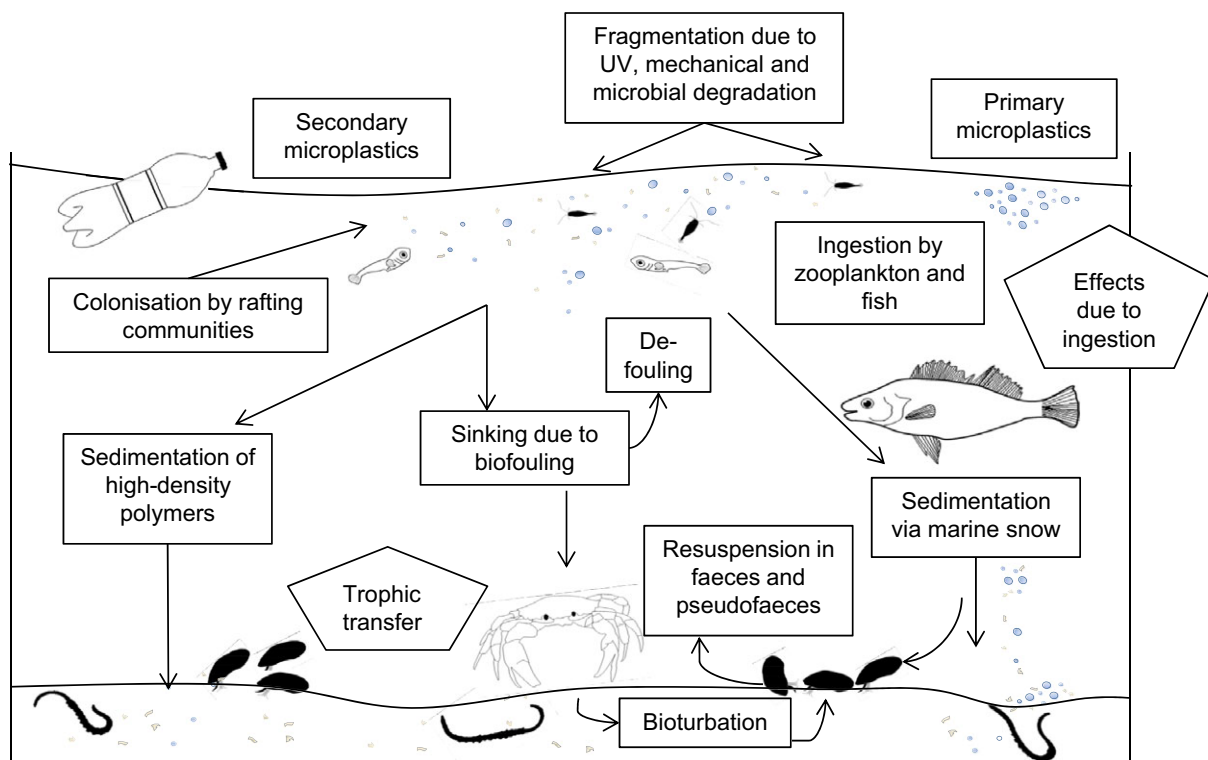 Fragmentation due to
UV, mechanical and
microbial degradation
Secondary
microplastics
Primary
microplastics
Colonisation by rafting
communities
Ingestion by
zooplankton and
fish
Effects
due to
ingestion
De-
fouling
Sedimentation of
high-density
polymers
Sinking due to
biofouling
Sedimentation
via marine snow
Resuspension in
faeces and
pseudofaeces
Trophic
transfer
Bioturbation